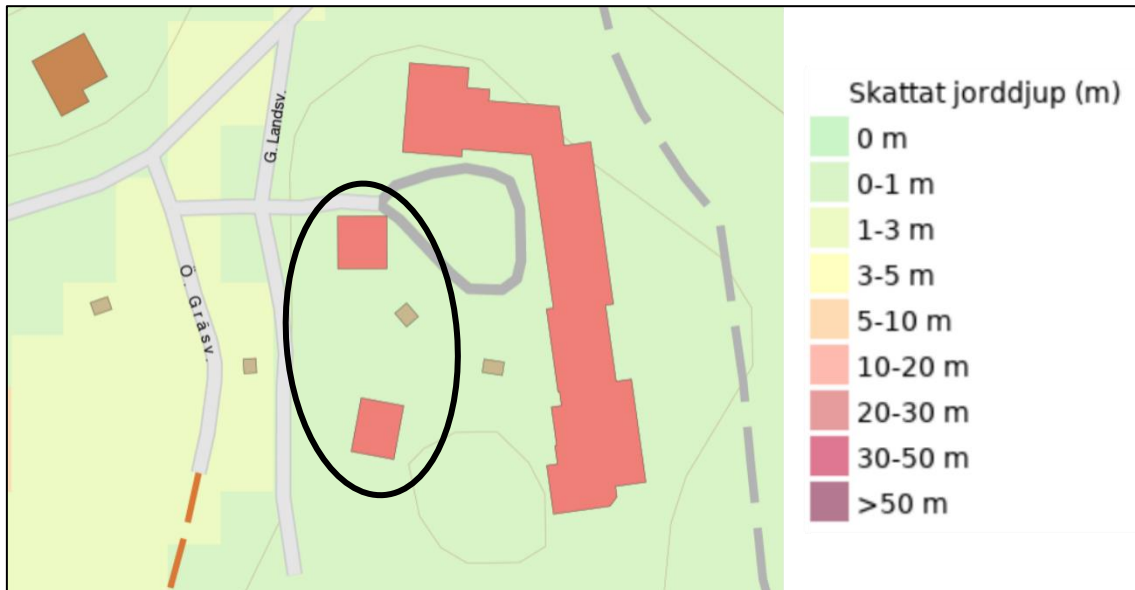 G. Landsv.
Ö. Gräsv.
Skattat jorddjup (m)
0 m
0-1 m
1-3 m
3-5 m
5-10 m
10-20 m
20-30 m
30-50 m
>50 m